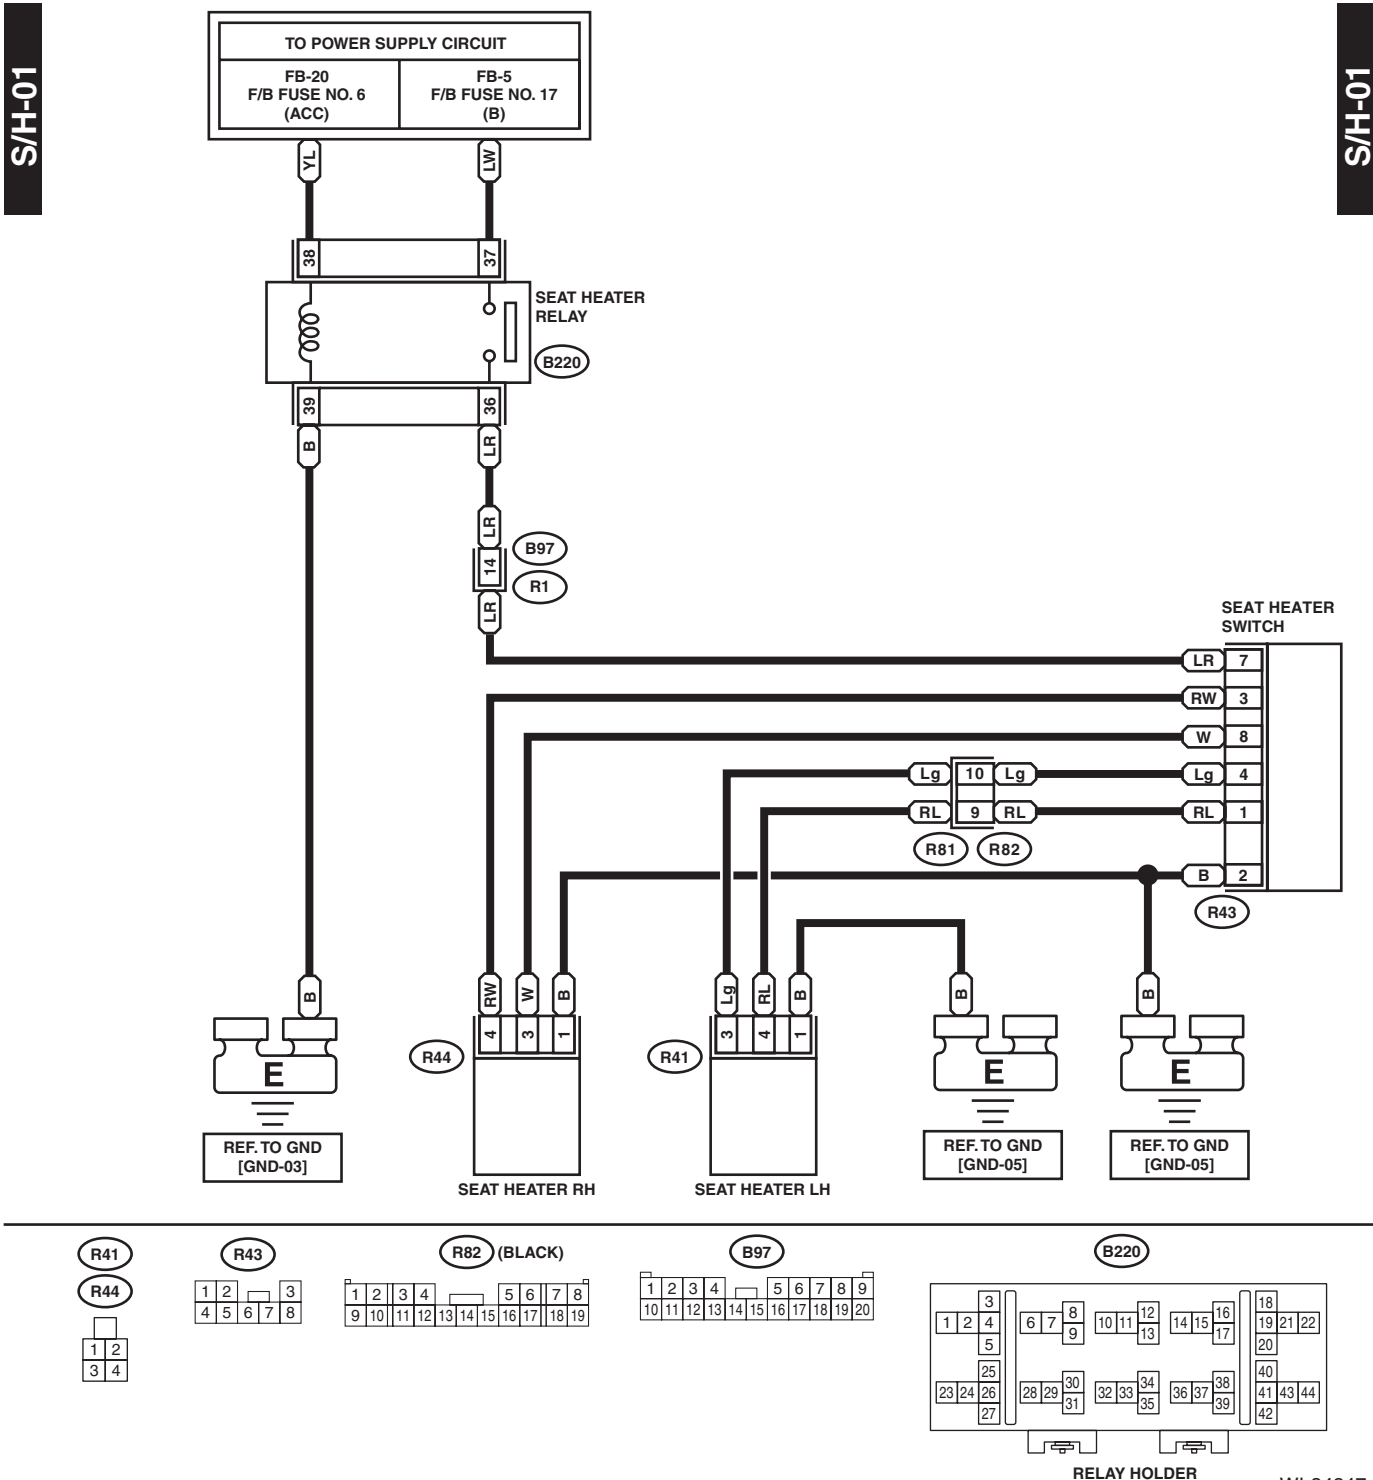 S/H-01
S/H-01
TO POWER SUPPLY CIRCUIT
FB-20
F/B FUSE NO. 6
(ACC)
FB-5
F/B FUSE NO. 17
(B)
YL
LW
38
37
SEAT HEATER
RELAY
B220
39
36
B
LR
LR
B97
14
R1
LR
SEAT HEATER
SWITCH
LR 7
RW 3
W 8
Lg 10 Lg Lg 4
RL 9 RL RL 1
R81 R82
B 2
R43
B
RW W B
Lg RL B
B
B
4 3 1
3 4 1
R44
R41
E
E
E
REF. TO GND
[GND-03]
REF. TO GND
[GND-05]
REF. TO GND
[GND-05]
SEAT HEATER RH
SEAT HEATER LH
R41
R44
1 2
3 4
R43
1 2 3
4 5 6 7 8
R82 (BLACK)
1 2 3 4 5 6 7 8
9 10 11 12 13 14 15 16 17 18 19
B97
1 2 3 4 5 6 7 8 9
10 11 12 13 14 15 16 17 18 19 20
B220
3 8 12 16 18
1 2 4 6 7 9 10 11 13 14 15 17 19 21 22
5 20
25 30 34 38 40
23 24 26 28 29 31 32 33 35 36 37 39 41 43 44
27 42
RELAY HOLDER